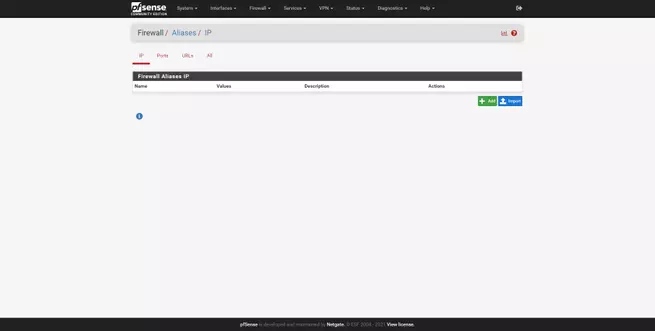 pfsense
COMMUNITY EDITION
System Interfaces Firewall Services VPN Status Diagnostics Help
Firewall / Aliases / IP
IP Ports URLs All
Firewall Aliases IP
Name Values Description Actions
Add Import
pfSense is developed and maintained by Netgate. © ESF 2004 - 2021 View license.